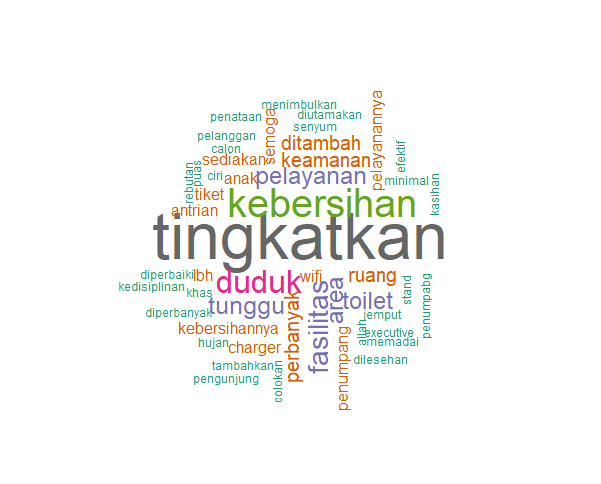 menimbulkan
penataan
diutamakan
semoga
senyum
pelayanannya
pelanggan
ditambah
calon
efektif
sediakan
keamanan
rebutan
puas
ciri
anak
pelayanan
minimal
kasihan
tiket
antrian
kebersihan
tingkatkan
diperbaiki
lbh
duduk
wifi
ruang
kedisiplinan
khas
fasilitas
area
toilet
stand
penumpabg
diperbanyak
tunggu
perbanyak
jemput
kebersihannya
allah
executive
hujan
charger
penumpang
memadai
tambahkan
dilesehan
pengunjung
colokan